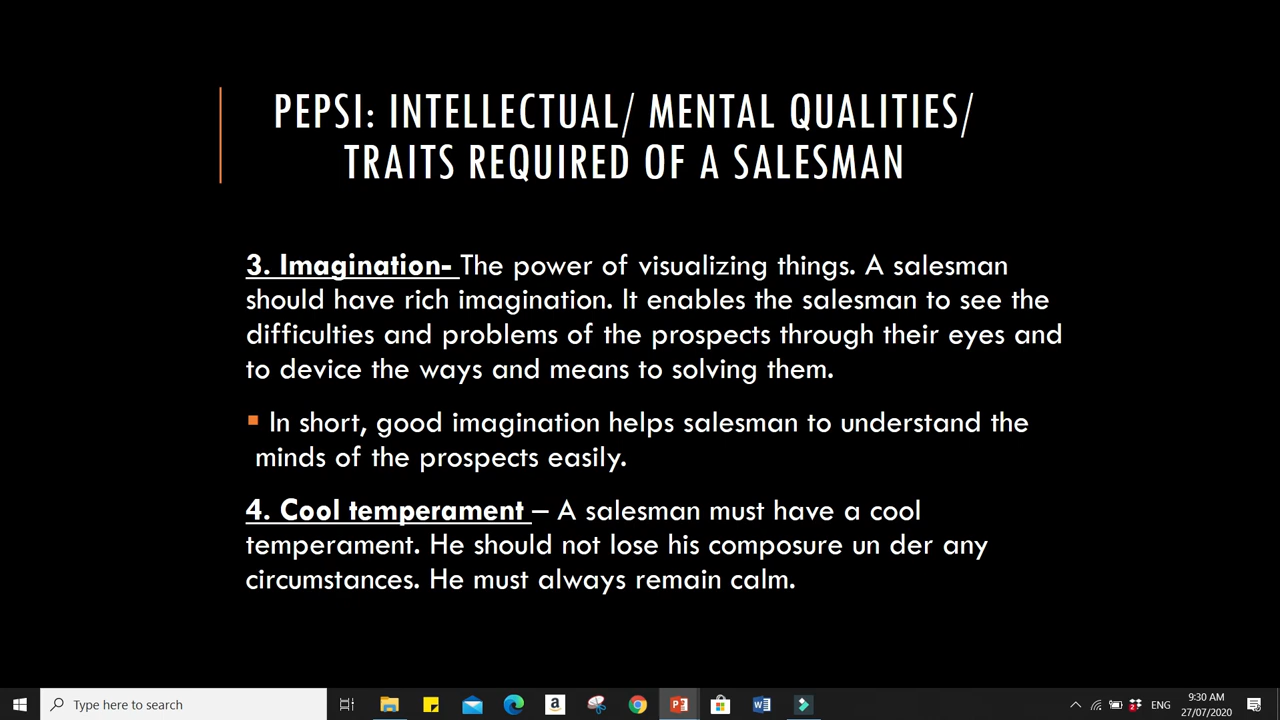 PEPSI: INTELLECTUAL/ MENTAL QUALITIES/
TRAITS REQUIRED OF A SALESMAN
3. Imagination- The power of visualizing things. A salesman
should have rich imagination. It enables the salesman to see the
difficulties and problems of the prospects through their eyes and
to device the ways and means to solving them.
In short, good imagination helps salesman to understand the
minds of the prospects easily.
4. Cool temperament – A salesman must have a cool
temperament. He should not lose his composure un der any
circumstances. He must always remain calm.
Type here to search
ENG
9:30 AM
27/07/2020